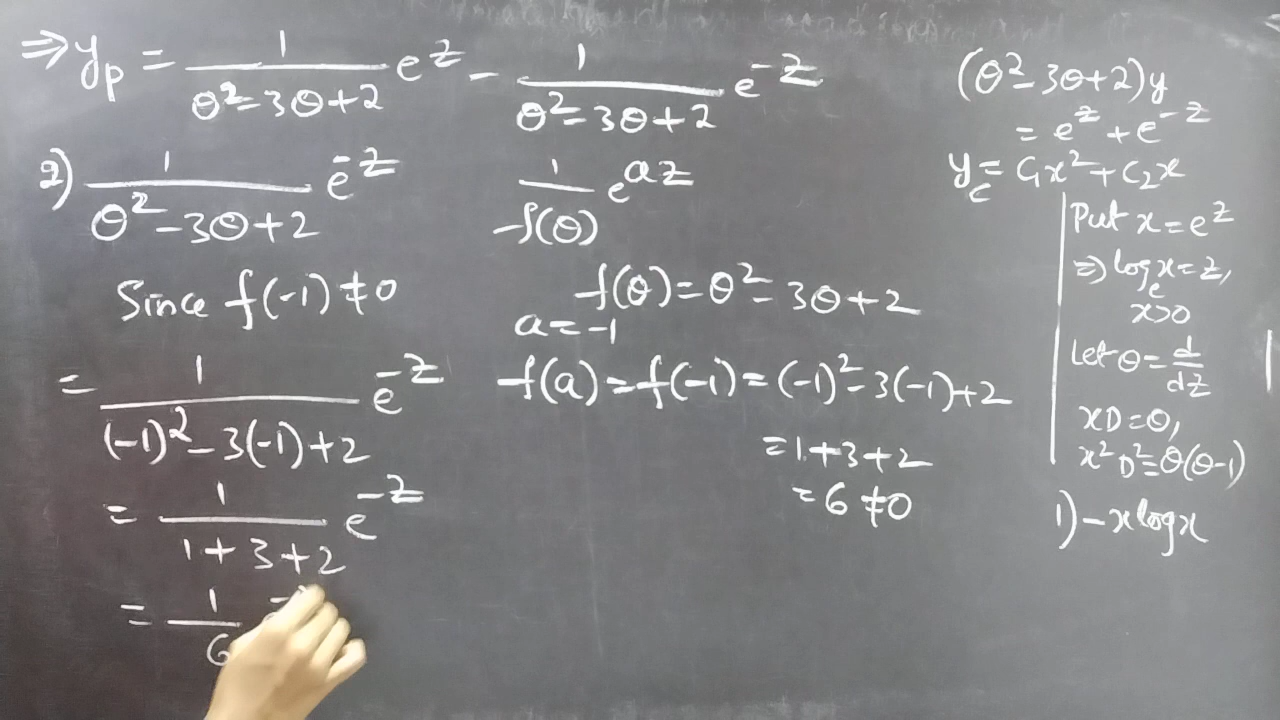 ⇒ y_p = 1/(θ²-3θ+2) e^z - 1/(θ²-3θ+2) e^-z
2) 1/(θ²-3θ+2) e^-z
Since f(-1) ≠ 0
= 1/((-1)²-3(-1)+2) e^-z
= 1/(1+3+2) e^-z
= 1/6
1/f(θ) e^az
f(θ) = θ²-3θ+2
a = -1
f(a) = f(-1) = (-1)²-3(-1)+2
= 1+3+2
= 6 ≠ 0
(θ²-3θ+2)y
= e^z + e^-z
y_c = C₁x² + C₂x
Put x = e^z
⇒ log_e x = z,
x>0
Let θ = d/dz
xD = θ,
x²D² = θ(θ-1)
1) -x log x